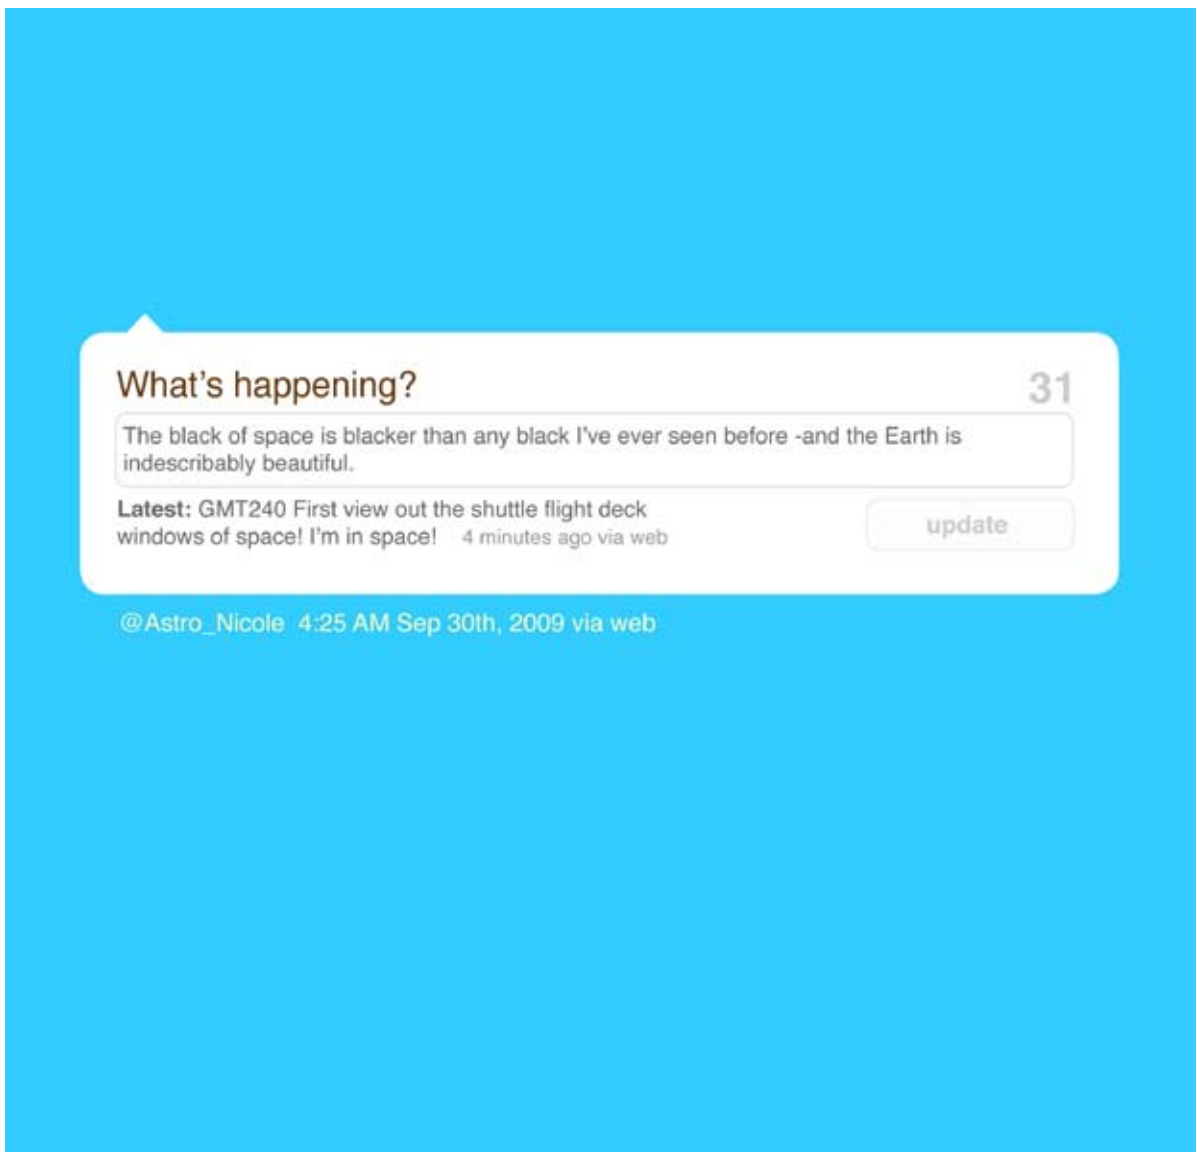 What’s happening?
31
The black of space is blacker than any black I've ever seen before -and the Earth is
indescribably beautiful.
Latest: GMT240 First view out the shuttle flight deck
windows of space! I'm in space! 4 minutes ago via web
update
@Astro_Nicole 4:25 AM Sep 30th, 2009 via web